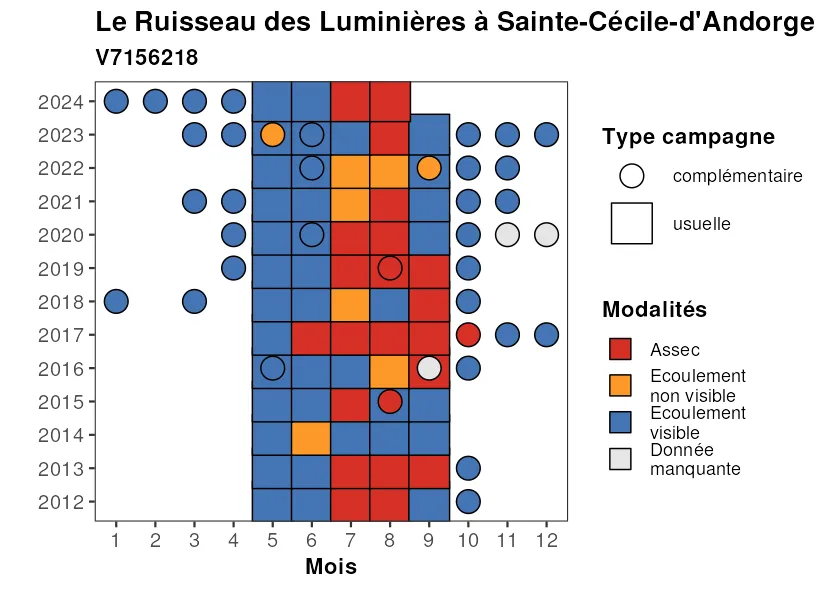 Le Ruisseau des Luminières à Sainte-Cécile-d'Andorge
V7156218
2024
2023
2022
2021
2020
2019
2018
2017
2016
2015
2014
2013
2012
1 2 3 4 5 6 7 8 9 10 11 12
Mois
Type campagne
complémentaire
usuelle
Modalités
Assec
Ecoulement
non visible
Ecoulement
visible
Donnée
manquante